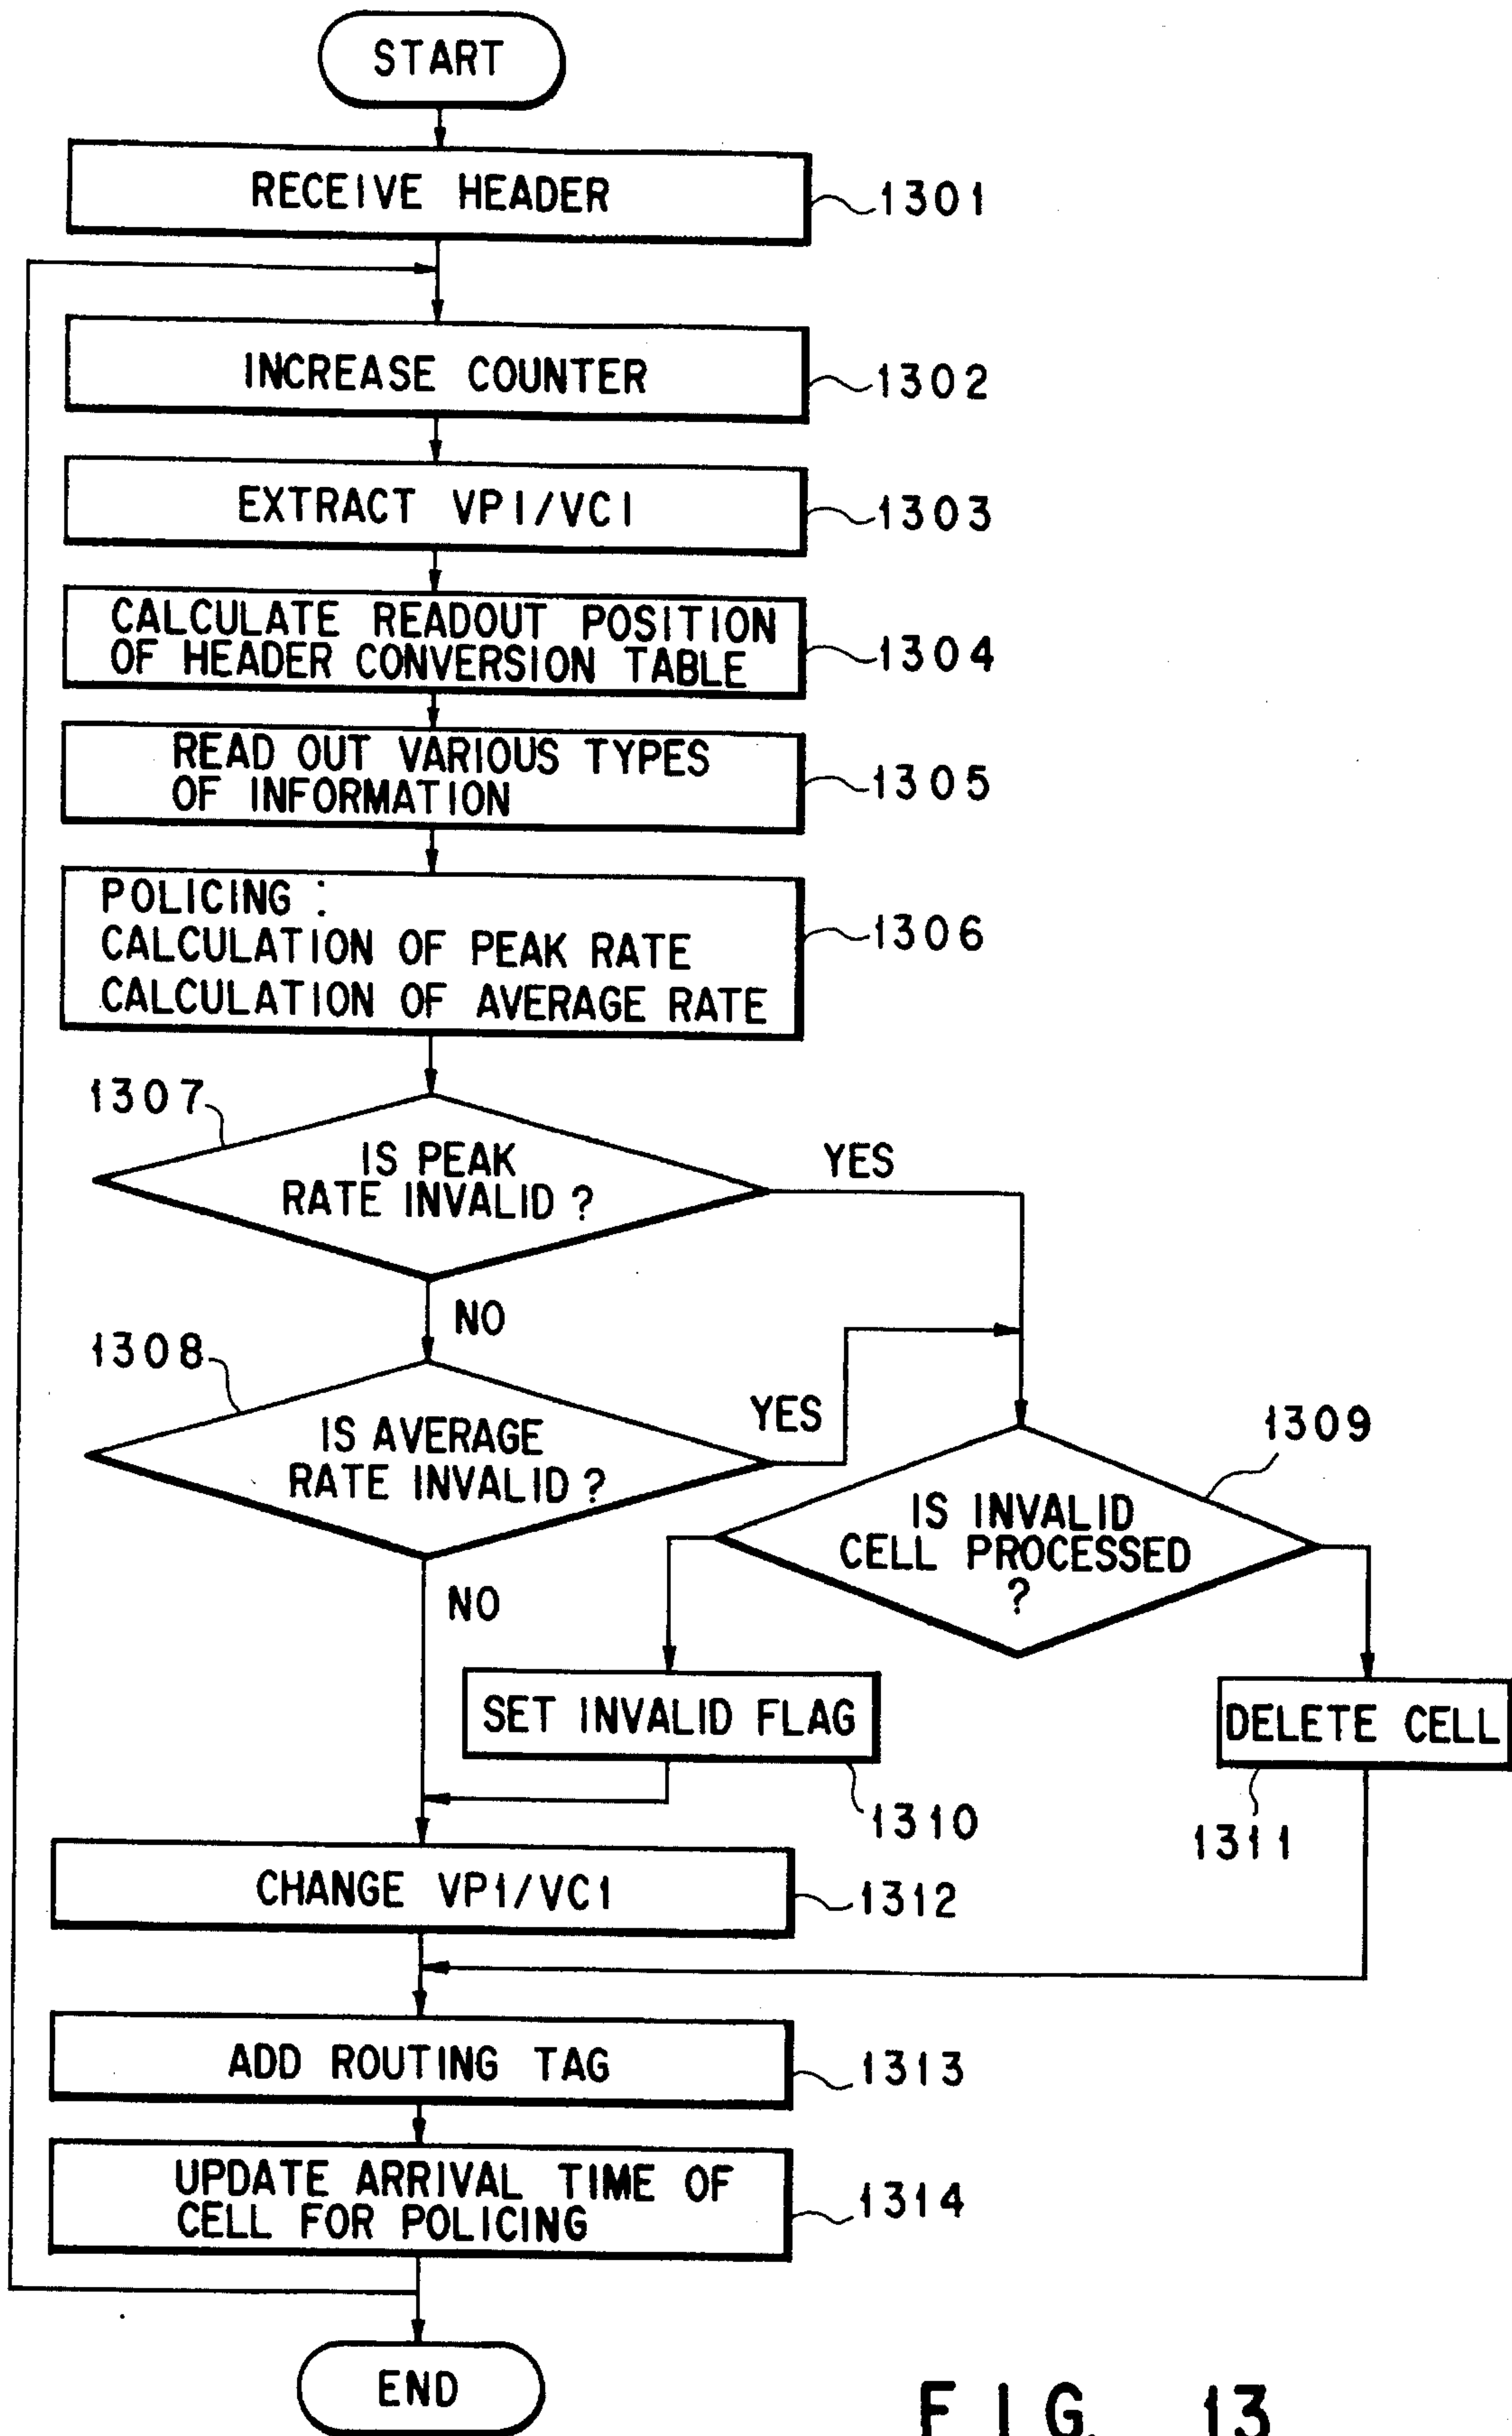 START
RECEIVE HEADER
1301
INCREASE COUNTER
1302
EXTRACT VPI/VCI
1303
CALCULATE READOUT POSITION
OF HEADER CONVERSION TABLE
1304
READ OUT VARIOUS TYPES
OF INFORMATION
1305
POLICING :
CALCULATION OF PEAK RATE
CALCULATION OF AVERAGE RATE
1306
1307
IS PEAK
RATE INVALID ?
YES
NO
1308
IS AVERAGE
RATE INVALID ?
YES
NO
1309
IS INVALID
CELL PROCESSED
?
SET INVALID FLAG
1310
DELETE CELL
1311
CHANGE VP1/VC1
1312
ADD ROUTING TAG
1313
UPDATE ARRIVAL TIME OF
CELL FOR POLICING
1314
END
FIG. 13